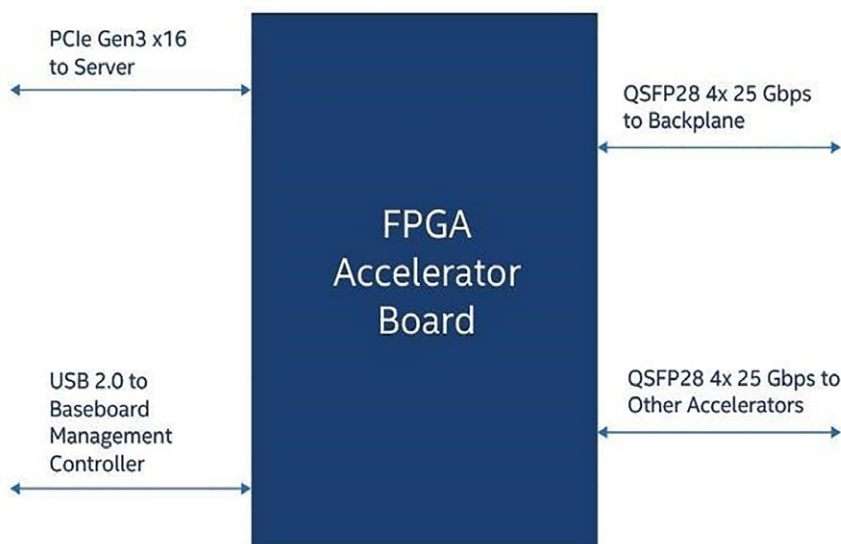 PCIe Gen3 x16
to Server
QSFP28 4x 25 Gbps
to Backplane
FPGA
Accelerator
Board
USB 2.0 to
Baseboard
Management
Controller
QSFP28 4x 25 Gbps to
Other Accelerators